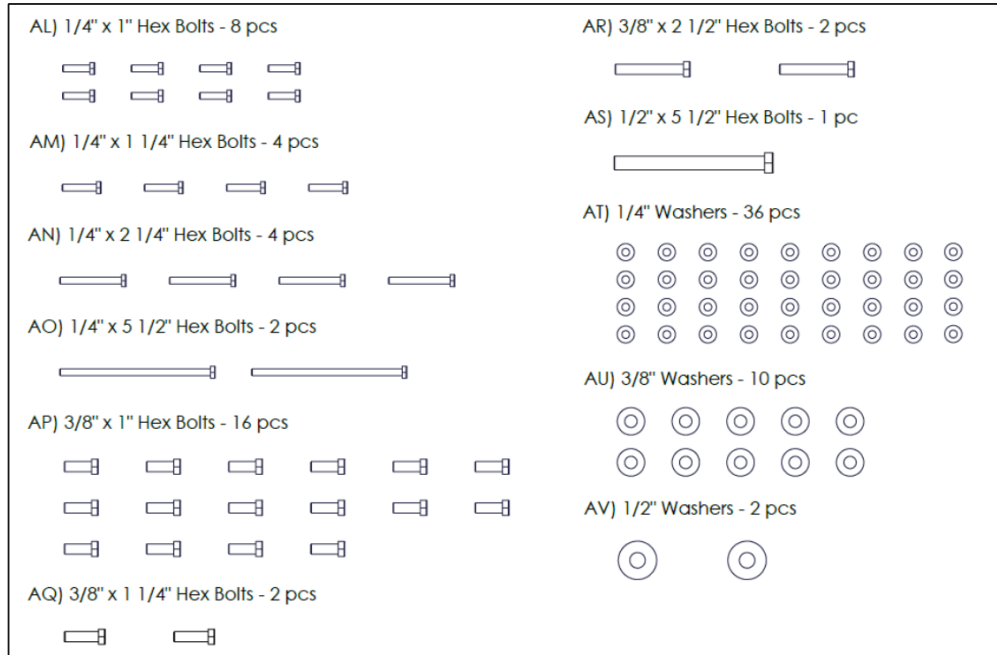 AL) 1/4" x 1" Hex Bolts - 8 pcs
AM) 1/4" x 1 1/4" Hex Bolts - 4 pcs
AN) 1/4" x 2 1/4" Hex Bolts - 4 pcs
AO) 1/4" x 5 1/2" Hex Bolts - 2 pcs
AP) 3/8" x 1" Hex Bolts - 16 pcs
AQ) 3/8" x 1 1/4" Hex Bolts - 2 pcs
AR) 3/8" x 2 1/2" Hex Bolts - 2 pcs
AS) 1/2" x 5 1/2" Hex Bolts - 1 pc
AT) 1/4" Washers - 36 pcs
AU) 3/8" Washers - 10 pcs
AV) 1/2" Washers - 2 pcs